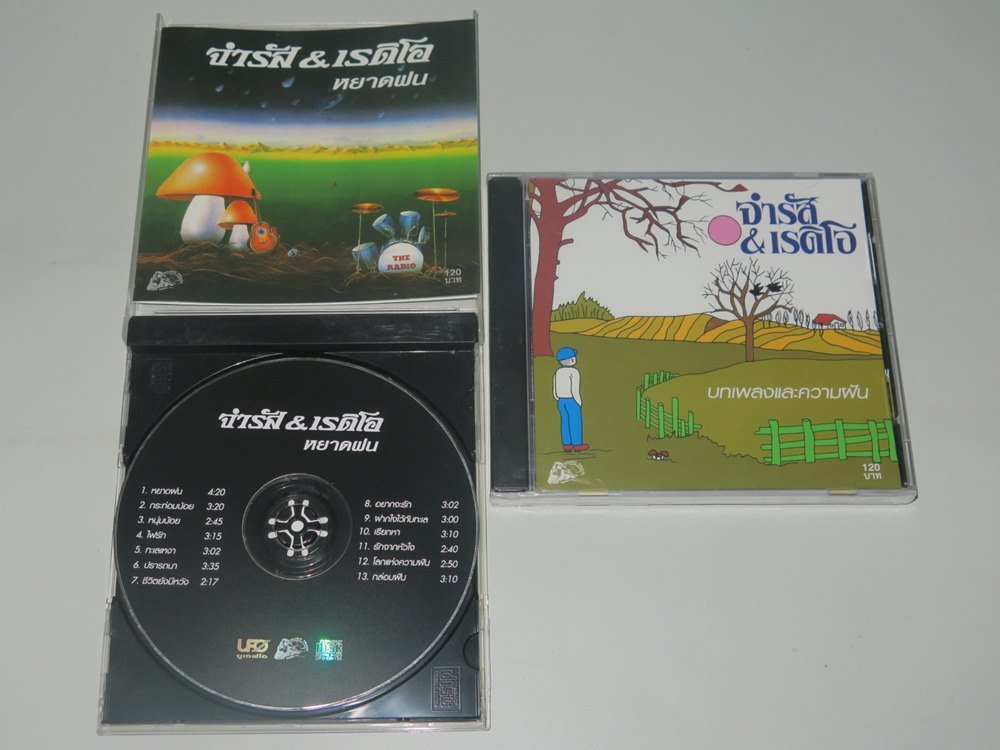 จำรัส & เรดิโอ
หยาดฝน
THE
RADIO
120
บาท
จำรัส & เรดิโอ
หยาดฝน
1. หยาดฝน 4:20
2. กระท่อมน้อย 3:20
3. หนุ่มน้อย 2:45
4. ไฟรัก 3:15
5. ทะเลเหงา 3:02
6. ปรารถนา 3:35
7. ชีวิตยังมีหวัง 2:17
8. อยากจะรัก 3:02
9. ฝากใจไว้กับทะเล 3:00
10. เรียกหา 3:10
11. รักจากหัวใจ 2:40
12. โลกแห่งความฝัน 2:50
13. กล่อมฝัน 3:10
UFO
ยูเอฟโอ
จำรัส
& เรดิโอ
บทเพลงและความฝัน
120
บาท